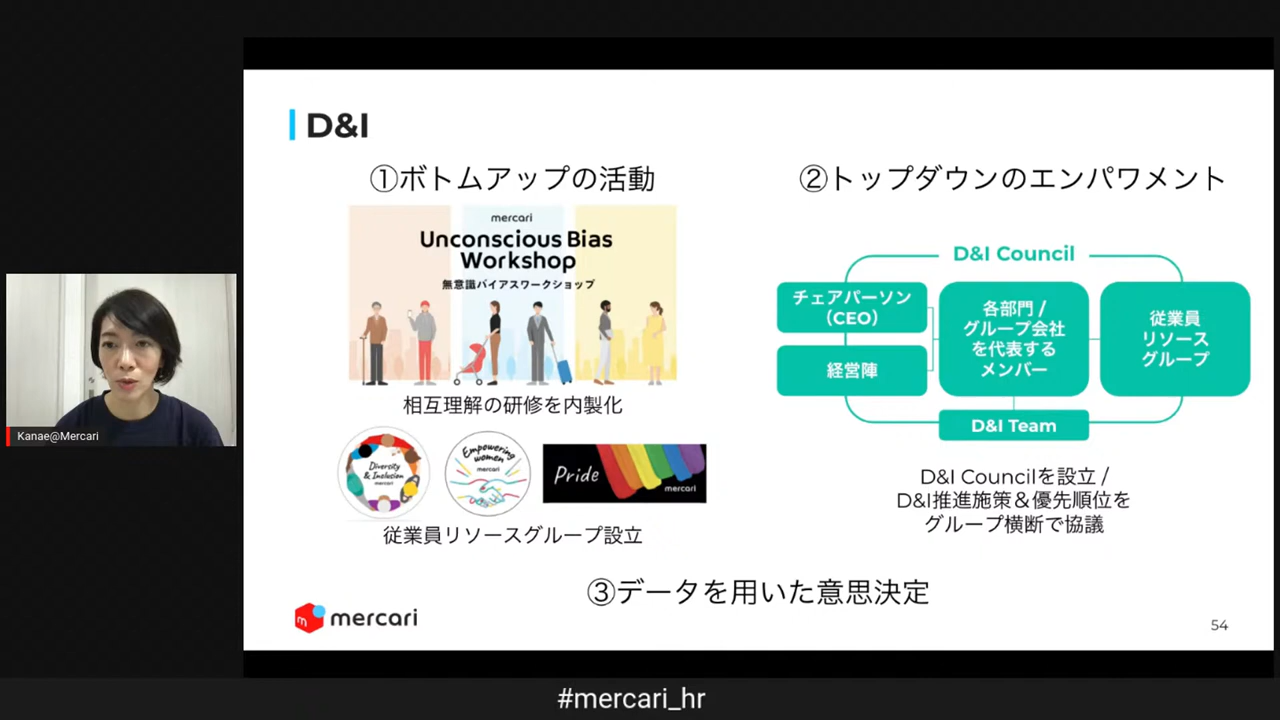 D&I
①ボトムアップの活動
mercari
Unconscious Bias
Workshop
無意識バイアスワークショップ
相互理解の研修を内製化
Diversity
& Inclusion
mercari
Empowering
women
mercari
Pride
mercari
従業員リソースグループ設立
②トップダウンのエンパワメント
D&I Council
チェアパーソン
（CEO）
経営陣
各部門 /
グループ会社
を代表する
メンバー
従業員
リソース
グループ
D&I Team
D&I Councilを設立 /
D&I推進施策＆優先順位を
グループ横断で協議
③データを用いた意思決定
m mercari
54
Kanae@Mercari
#mercari_hr